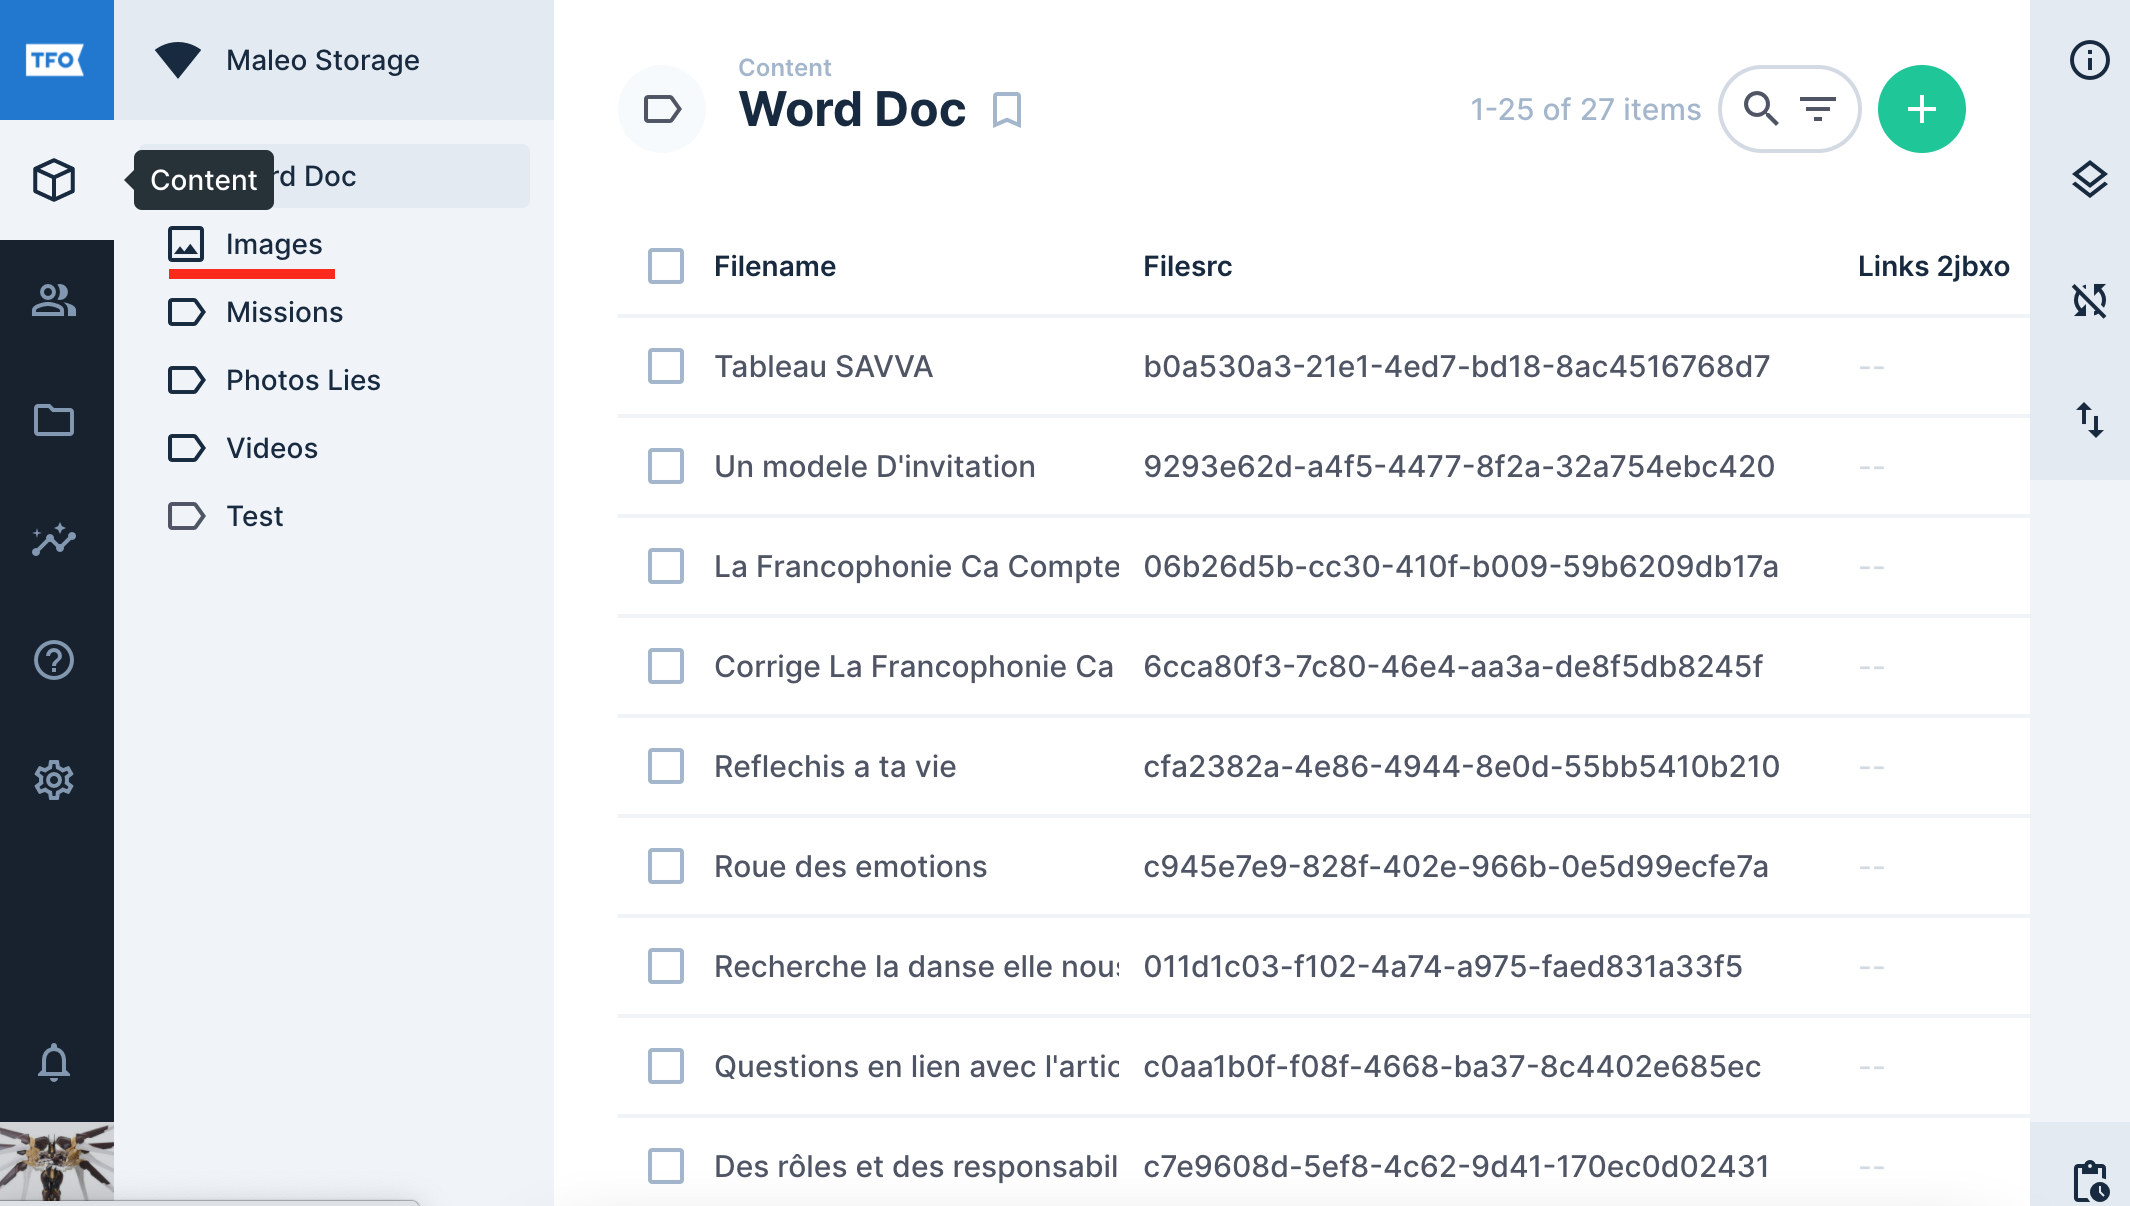 TFO
Maleo Storage
Content
rd Doc
Images
Missions
Photos Lies
Videos
Test
Content
Word Doc
1-25 of 27 items
Filename Filesrc Links 2jbxo
Tableau SAVVA b0a530a3-21e1-4ed7-bd18-8ac4516768d7 --
Un modele D'invitation 9293e62d-a4f5-4477-8f2a-32a754ebc420 --
La Francophonie Ca Compte 06b26d5b-cc30-410f-b009-59b6209db17a --
Corrige La Francophonie Ca 6cca80f3-7c80-46e4-aa3a-de8f5db8245f --
Reflechis a ta vie cfa2382a-4e86-4944-8e0d-55bb5410b210 --
Roue des emotions c945e7e9-828f-402e-966b-0e5d99ecfe7a --
Recherche la danse elle nous 011d1c03-f102-4a74-a975-faed831a33f5 --
Questions en lien avec l'artic c0aa1b0f-f08f-4668-ba37-8c4402e685ec --
Des rôles et des responsabil c7e9608d-5ef8-4c62-9d41-170ec0d02431 --